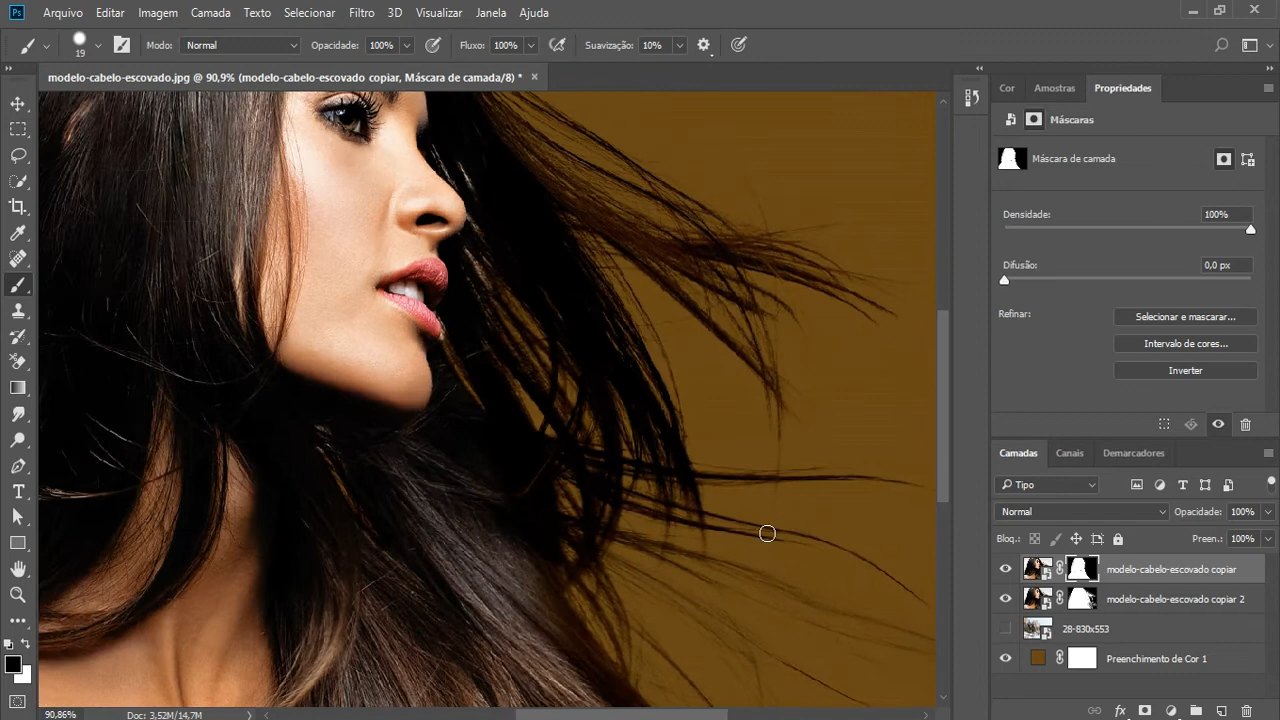 Ps Arquivo Editar Imagem Camada Texto Selecionar Filtro 3D Visualizar Janela Ajuda
19 Modo: Normal Opacidade: 100% Fluxo: 100% Suavização: 10%
modelo-cabelo-escovado.jpg @ 90,9% (modelo-cabelo-escovado copiar, Máscara de camada/8) * ×
Cor Amostras Propriedades
Máscaras
Máscara de camada
Densidade: 100%
Difusão: 0,0 px
Refinar: Selecionar e mascarar...
Intervalo de cores...
Inverter
Camadas Canais Demarcadores
Tipo
Normal Opacidade: 100%
Bloq.: Preen.: 100%
modelo-cabelo-escovado copiar
modelo-cabelo-escovado copiar 2
28-830x553
Preenchimento de Cor 1
90,86% Doc: 3,52M/14,7M